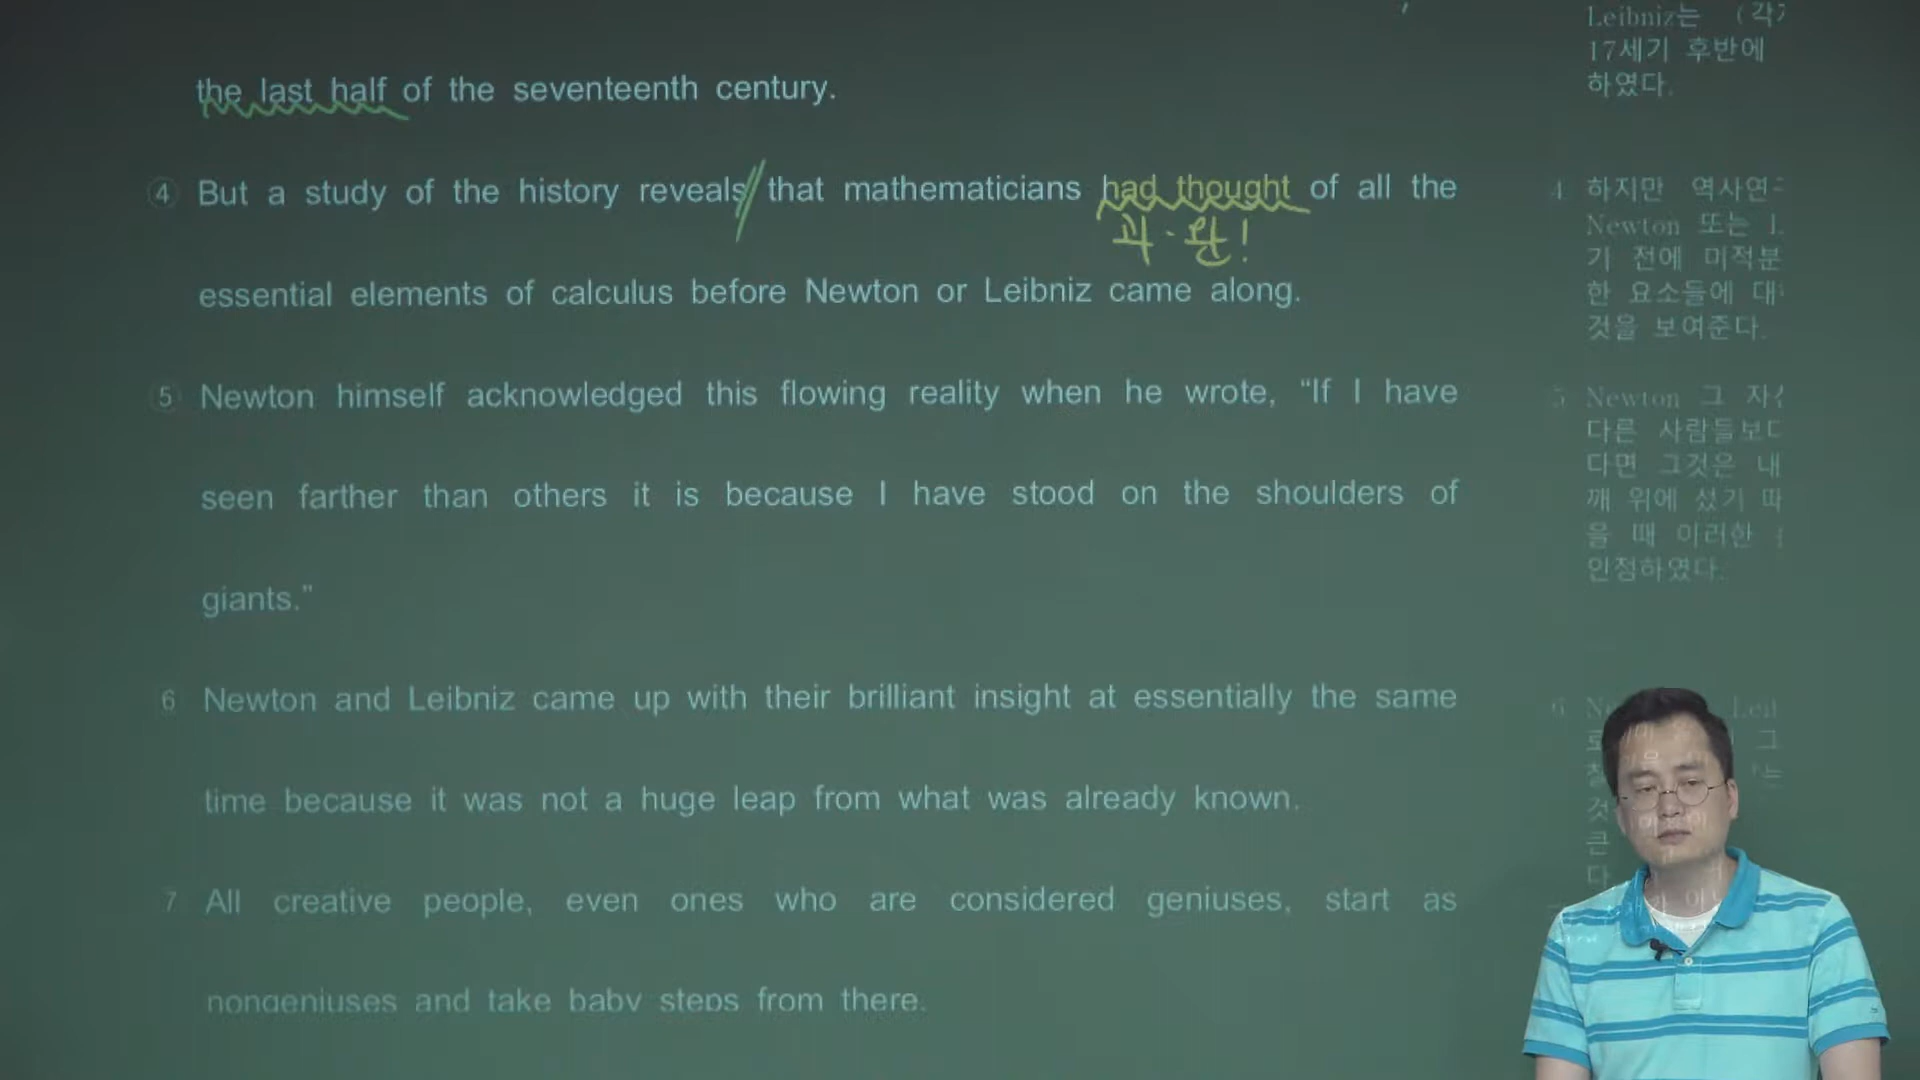 the last half of the seventeenth century.
④ But a study of the history reveals that mathematicians had thought of all the
과·완!
essential elements of calculus before Newton or Leibniz came along.
⑤ Newton himself acknowledged this flowing reality when he wrote, “If I have
seen farther than others it is because I have stood on the shoulders of
giants.”
6 Newton and Leibniz came up with their brilliant insight at essentially the same
time because it was not a huge leap from what was already known.
7 All creative people, even ones who are considered geniuses, start as
nongeniuses and take baby steps from there.
Leibniz는 (각
17세기 후반에
하였다.
4 하지만 역사연
Newton 또는 L
기 전에 미적분
한 요소들에 대
것을 보여준다.
5 Newton 그 자
다른 사람들보다
다면 그것은 내
깨 위에 섰기 때
을 때 이러한
인정하였다.
6 Leib
그
것
큰
다